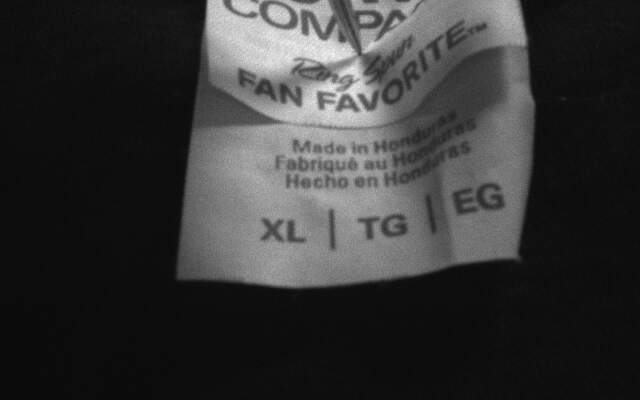 COMPA
Ring Spun
FAN FAVORITE™
Made in Honduras
Fabriqué au Honduras
Hecho en Honduras
XL | TG | EG